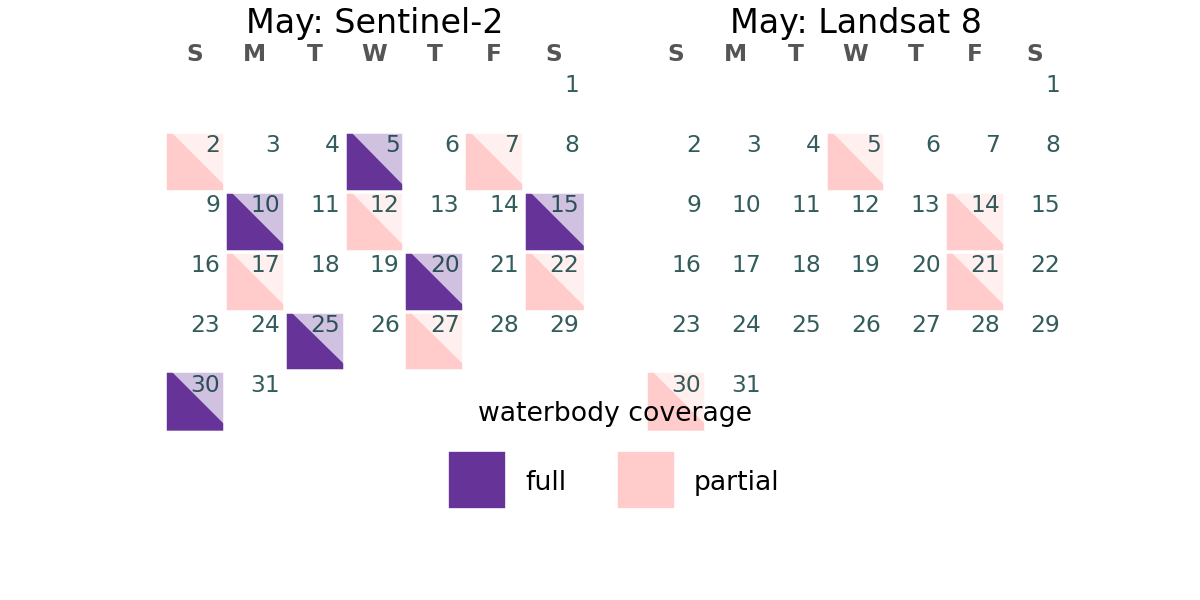 May: Sentinel-2
S M T W T F S
1
2 3 4 5 6 7 8
9 10 11 12 13 14 15
16 17 18 19 20 21 22
23 24 25 26 27 28 29
30 31
May: Landsat 8
S M T W T F S
1
2 3 4 5 6 7 8
9 10 11 12 13 14 15
16 17 18 19 20 21 22
23 24 25 26 27 28 29
30 31
waterbody coverage
full partial